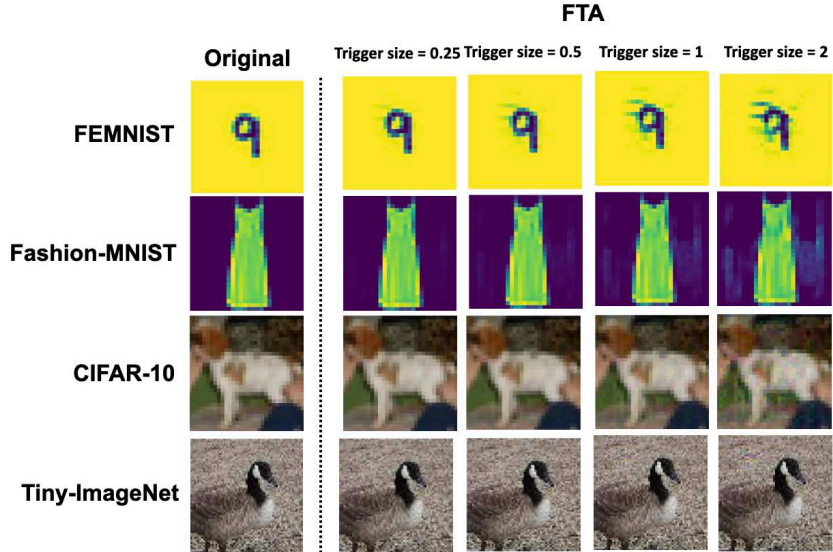 FTA
Original
Trigger size = 0.25 Trigger size = 0.5 Trigger size = 1 Trigger size = 2
FEMNIST
Fashion-MNIST
CIFAR-10
Tiny-ImageNet